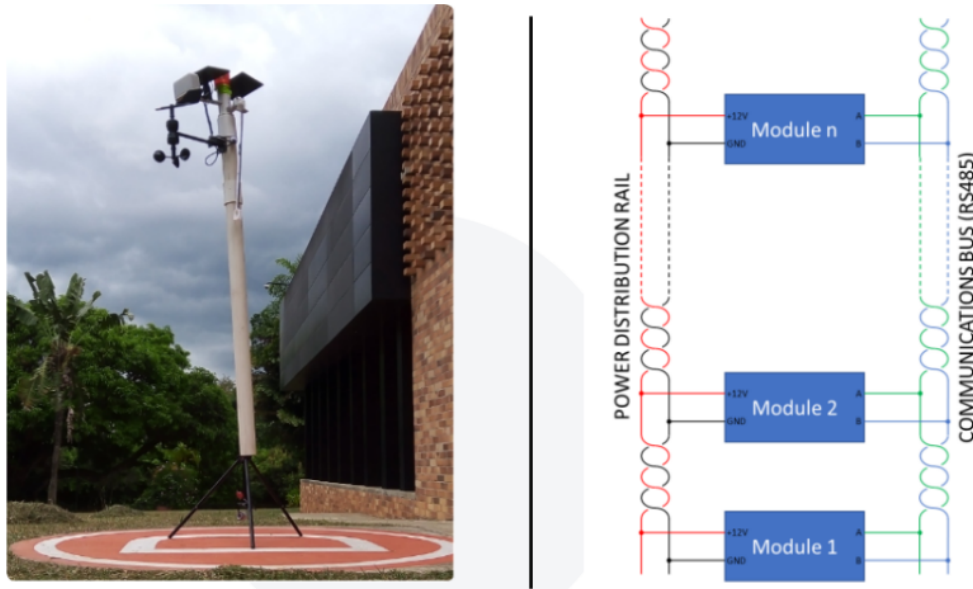 POWER DISTRIBUTION RAIL
+12V
GND
Module n
A
B
+12V
GND
Module 2
A
B
+12V
GND
Module 1
A
B
COMMUNICATIONS BUS (RS485)